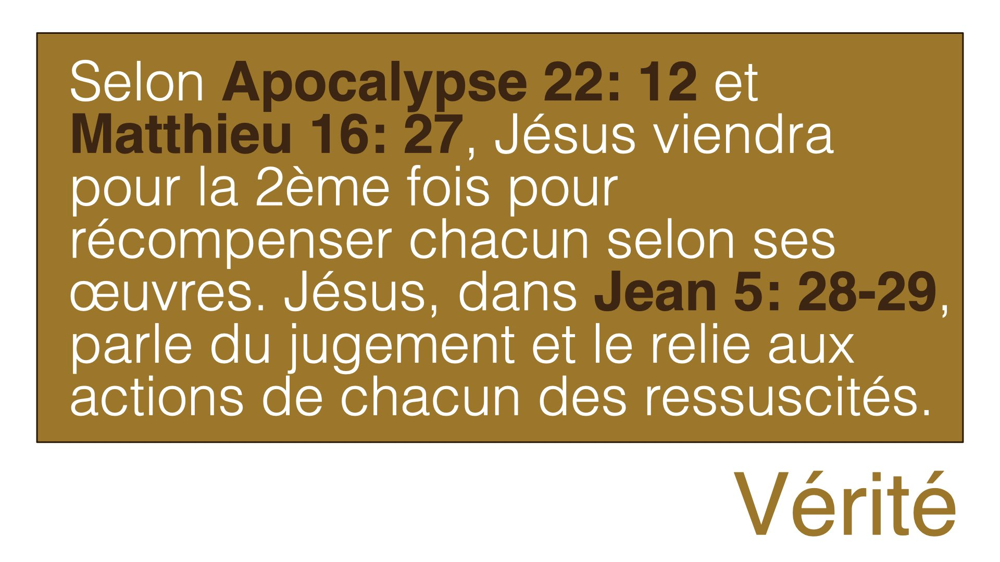 Selon Apocalypse 22: 12 et
Matthieu 16: 27, Jésus viendra
pour la 2ème fois pour
récompenser chacun selon ses
œuvres. Jésus, dans Jean 5: 28-29,
parle du jugement et le relie aux
actions de chacun des ressuscités.
Vérité